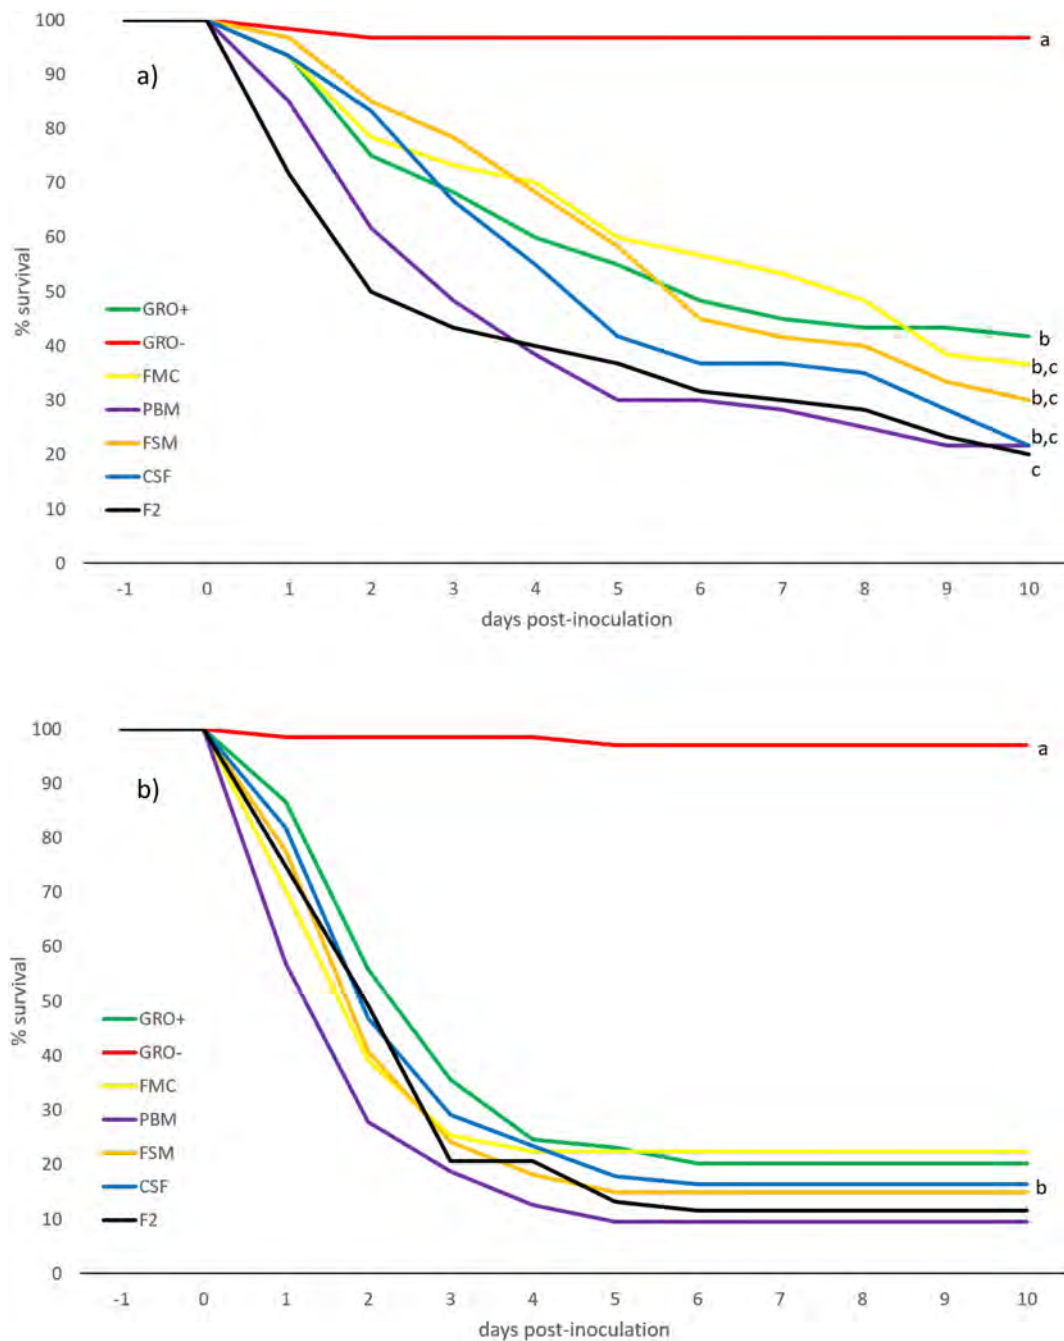 100
a
90
a)
80
70
60
50
% survival
GRO+
40
b
GRO-
b,c
FMC
30
b,c
PBM
FSM
20
b,c
CSF
c
10
F2
0
-1 0 1 2 3 4 5 6 7 8 9 10
days post-inoculation
100
a
90
b)
80
70
60
50
% survival
GRO+
40
GRO-
FMC
30
PBM
20
FSM
b
CSF
10
F2
0
-1 0 1 2 3 4 5 6 7 8 9 10
days post-inoculation